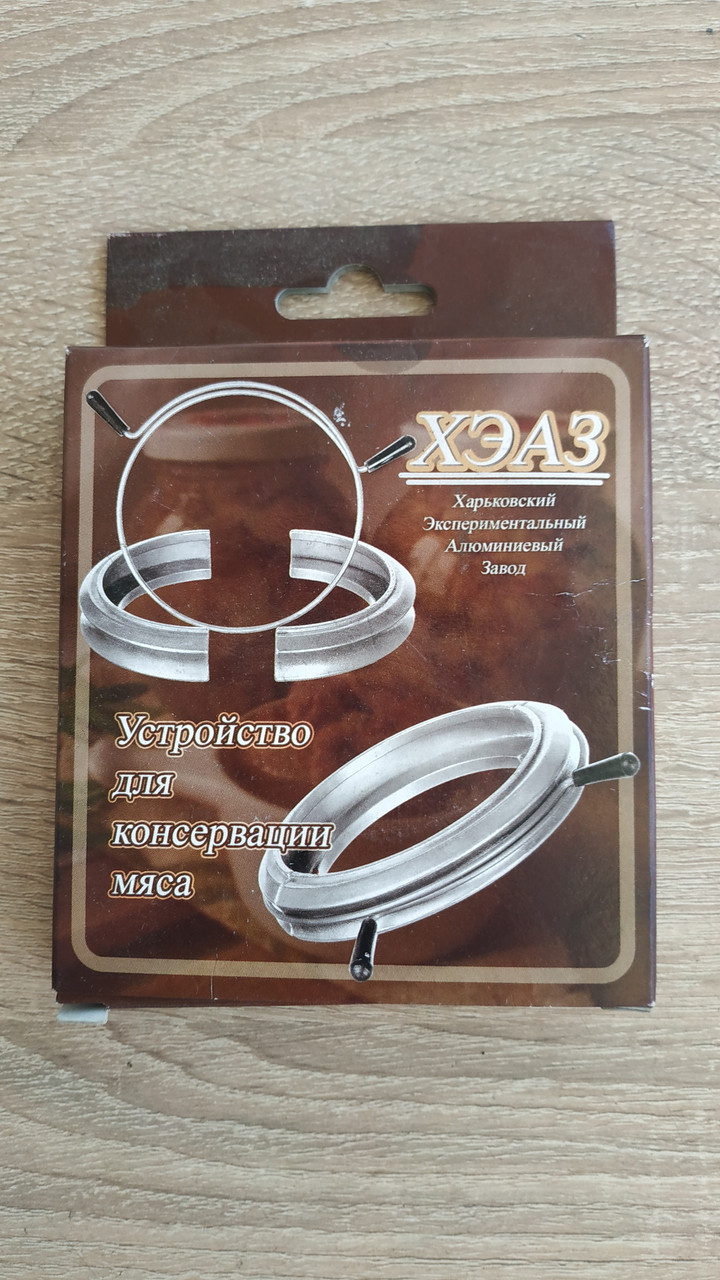 ХЭАЗ
Харьковский
Экспериментальный
Алюминиевый
Завод
Устройство
для
консервации
мяса